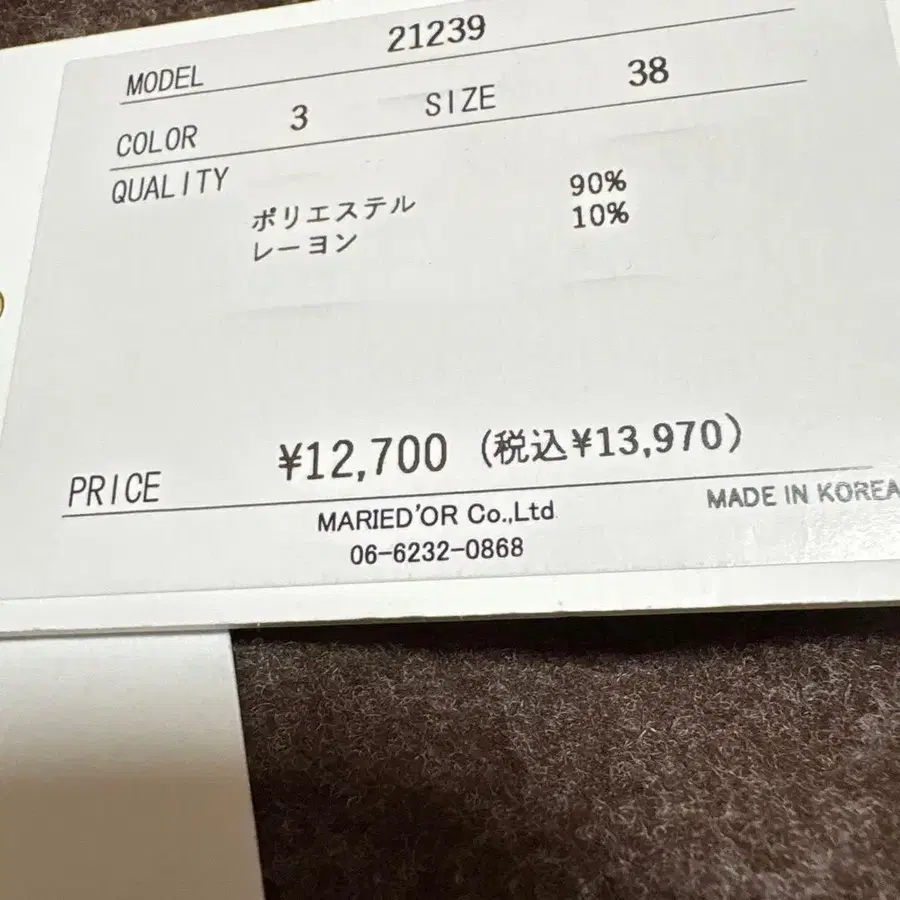 MODEL 21239
COLOR 3 SIZE 38
QUALITY
ポリエステル 90%
レーヨン 10%
PRICE ¥12,700 (税込¥13,970)
MARIED'OR Co.,Ltd
06-6232-0868
MADE IN KOREA